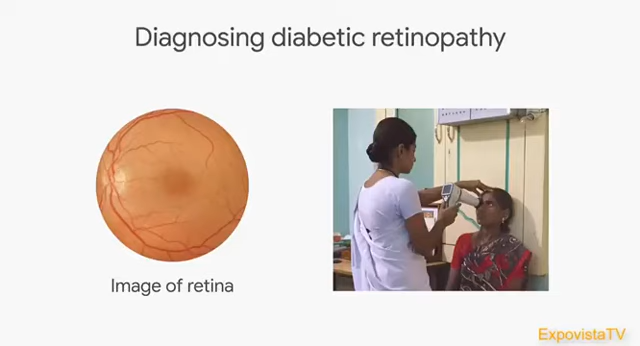 Diagnosing diabetic retinopathy
Image of retina
ExpovistaTV